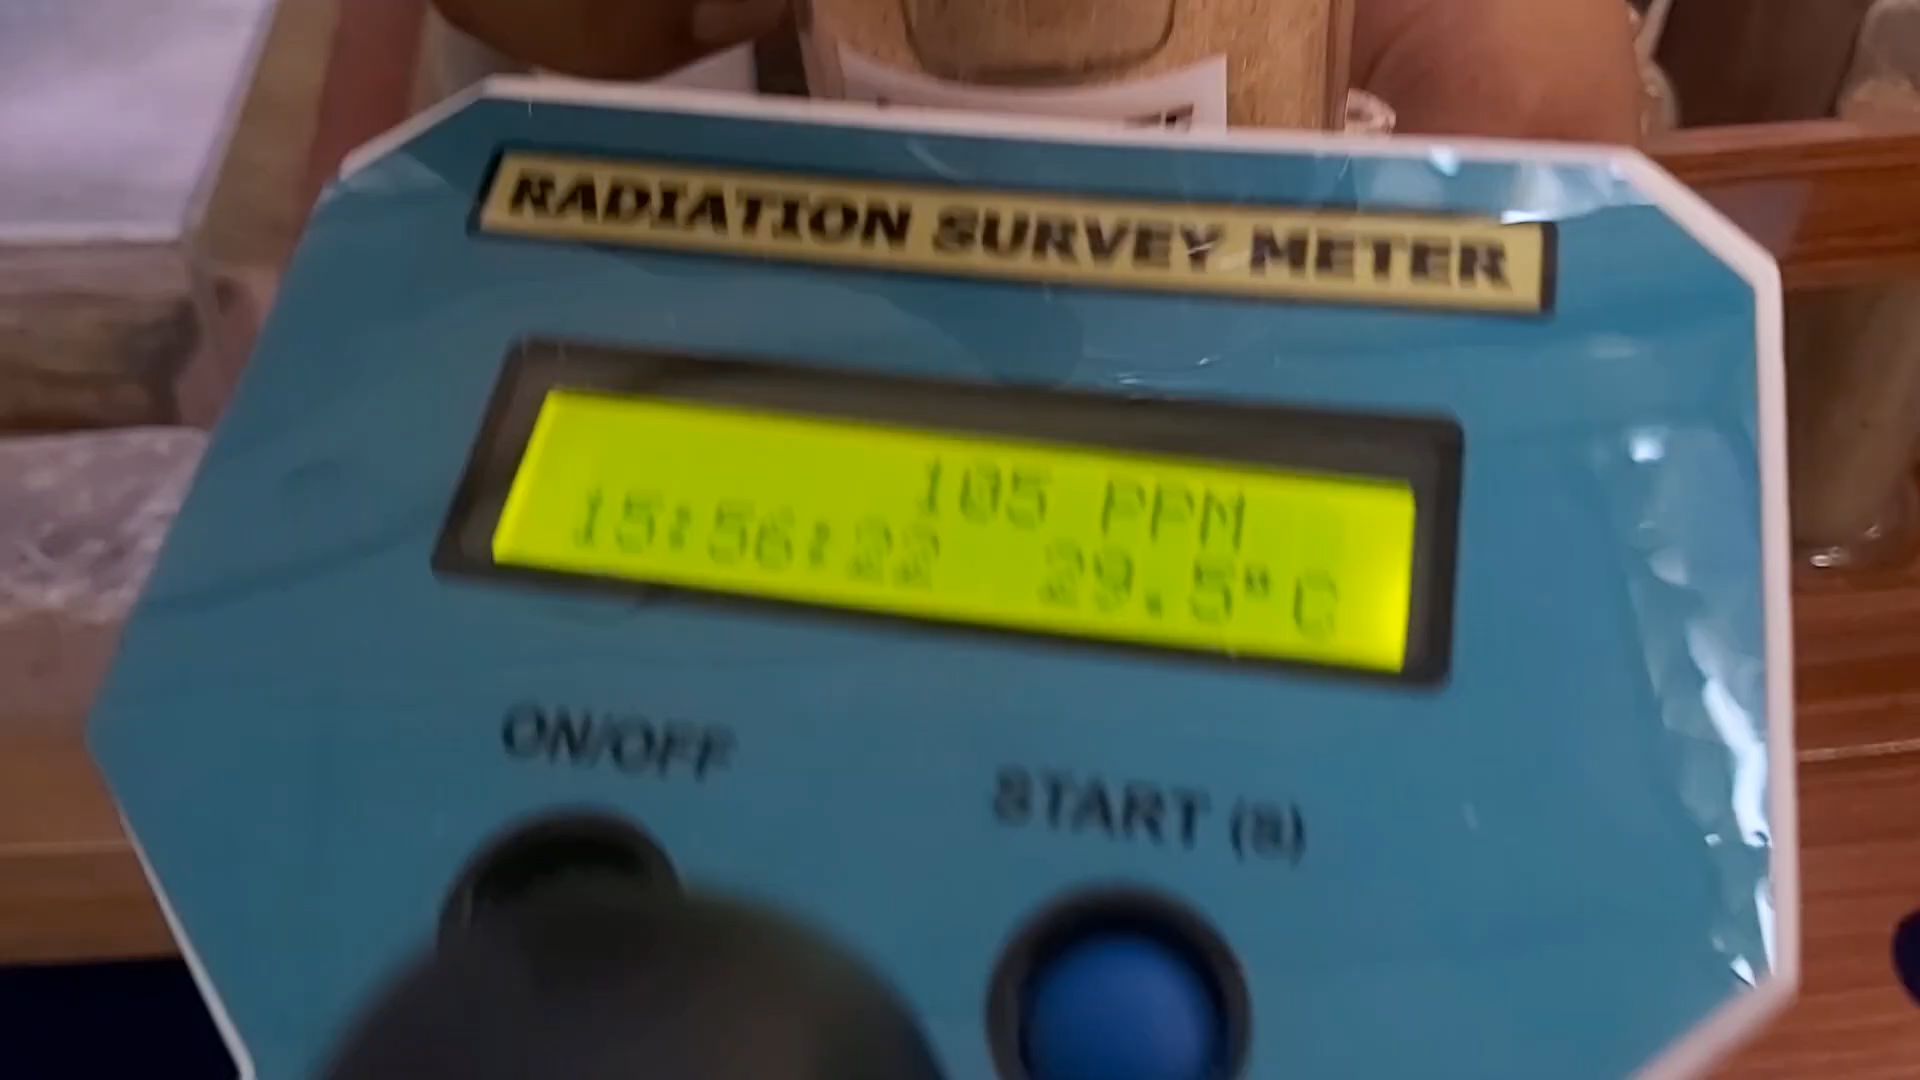 RADIATION SURVEY METER
105 PPM
15:56:22 29.5°C
ON/OFF
START (s)